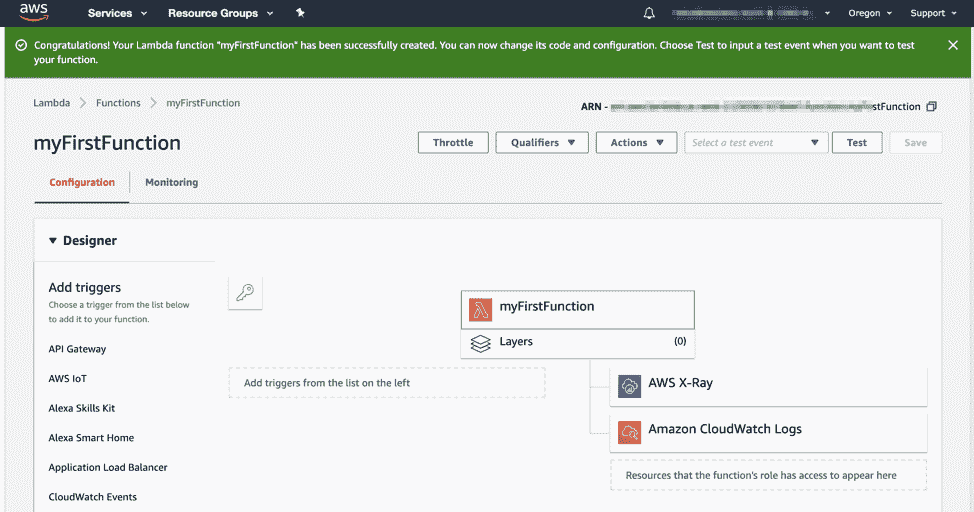 aws
Services
Resource Groups
Oregon
Support
Congratulations! Your Lambda function "myFirstFunction" has been successfully created. You can now change its code and configuration. Choose Test to input a test event when you want to test
your function.
Lambda
Functions
myFirstFunction
ARN - stFunction
myFirstFunction
Throttle
Qualifiers
Actions
Select a test event
Test
Save
Configuration
Monitoring
Designer
Add triggers
Choose a trigger from the list below
to add it to your function.
API Gateway
AWS IoT
Alexa Skills Kit
Alexa Smart Home
Application Load Balancer
CloudWatch Events
Add triggers from the list on the left
myFirstFunction
Layers
(0)
AWS X-Ray
Amazon CloudWatch Logs
Resources that the function's role has access to appear here